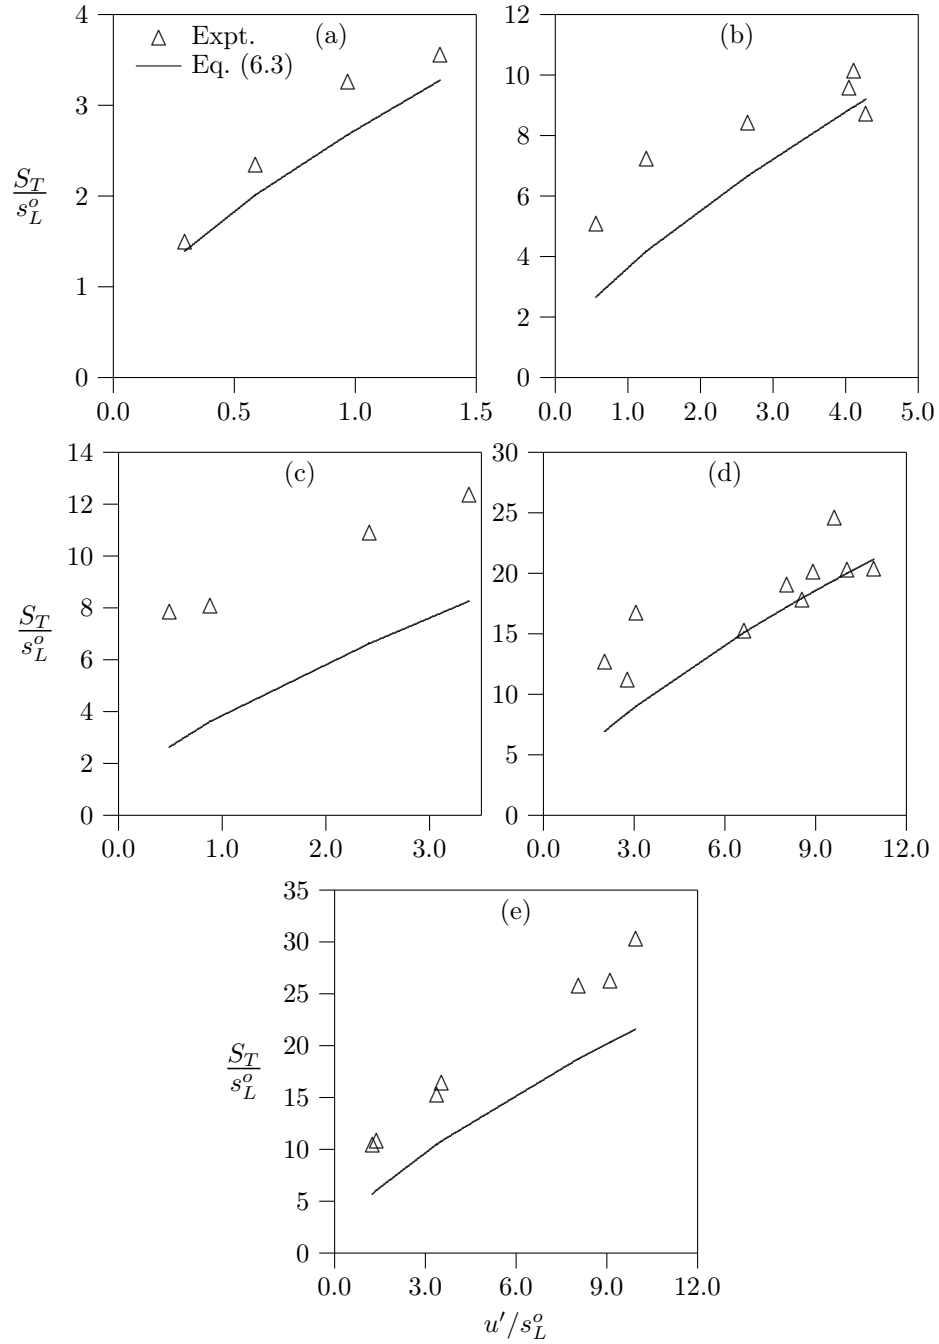 4
3
2
1
0
S_T
s_L^o
△ Expt.
Eq. (6.3)
(a)
0.0 0.5 1.0 1.5
12
10
8
6
4
2
0
(b)
0.0 1.0 2.0 3.0 4.0 5.0
14
12
10
8
6
4
2
0
S_T
s_L^o
(c)
0.0 1.0 2.0 3.0
30
25
20
15
10
5
0
(d)
0.0 3.0 6.0 9.0 12.0
35
30
25
20
15
10
5
0
S_T
s_L^o
(e)
0.0 3.0 6.0 9.0 12.0
u′/s_L^o